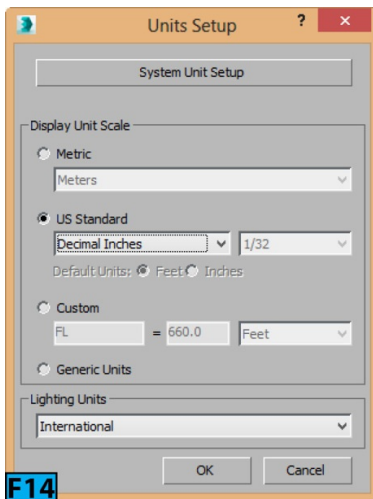 Units Setup ? ×
System Unit Setup
Display Unit Scale
Metric
Meters
US Standard
Decimal Inches 1/32
Default Units: Feet Inches
Custom
FL = 660.0 Feet
Generic Units
Lighting Units
International
OK Cancel
F14